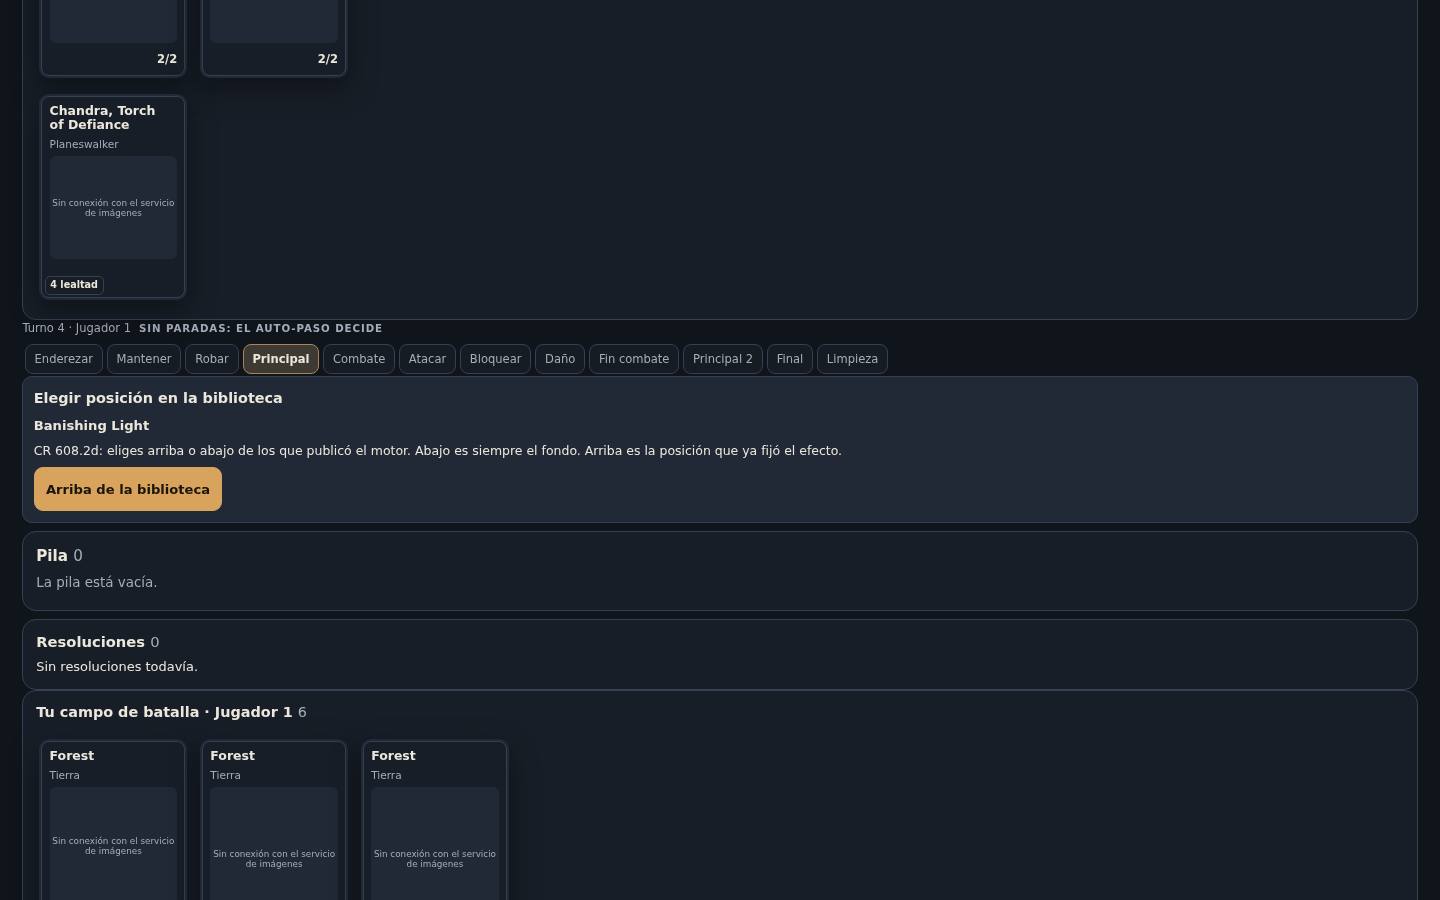 2/2
2/2
Chandra, Torch
of Defiance
Planeswalker
Sin conexión con el servicio
de imágenes
4 lealtad
Turno 4 · Jugador 1 SIN PARADAS: EL AUTO-PASO DECIDE
Enderezar Mantener Robar Principal Combate Atacar Bloquear Daño Fin combate Principal 2 Final Limpieza
Elegir posición en la biblioteca
Banishing Light
CR 608.2d: eliges arriba o abajo de los que publicó el motor. Abajo es siempre el fondo. Arriba es la posición que ya fijó el efecto.
Arriba de la biblioteca
Pila 0
La pila está vacía.
Resoluciones 0
Sin resoluciones todavía.
Tu campo de batalla · Jugador 1 6
Forest
Tierra
Sin conexión con el servicio
de imágenes
Forest
Tierra
Sin conexión con el servicio
de imágenes
Forest
Tierra
Sin conexión con el servicio
de imágenes